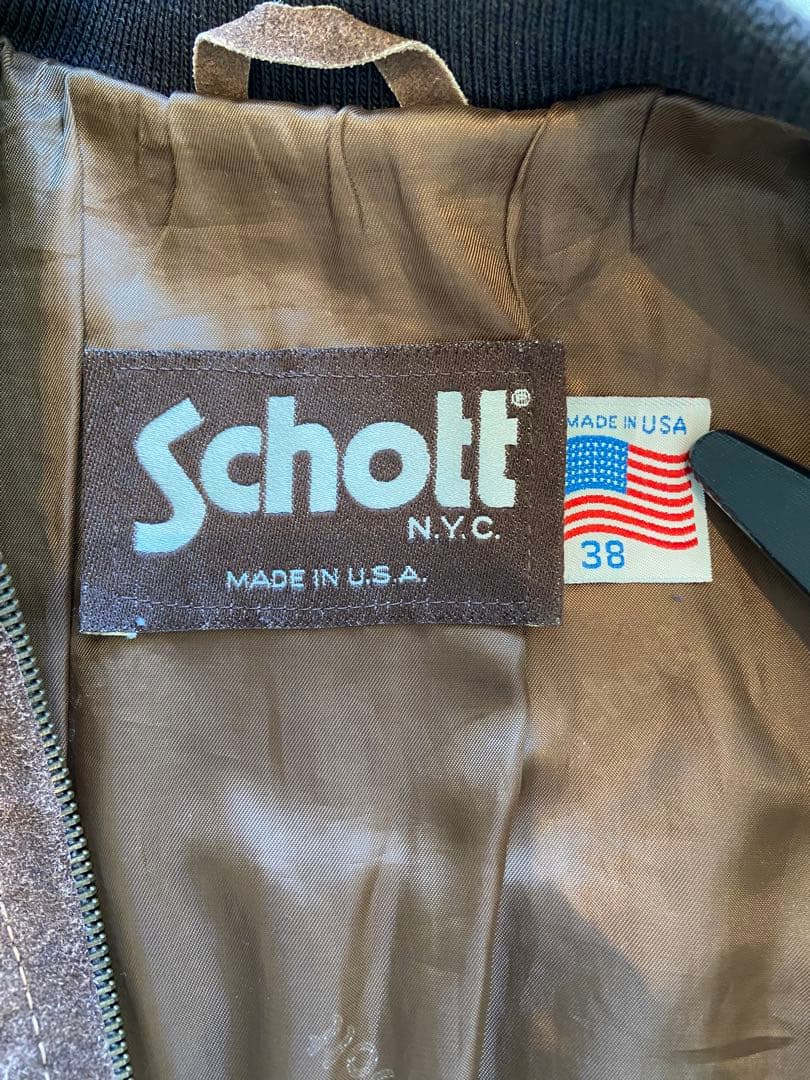 Schott®
N.Y.C.
MADE IN U.S.A.
MADE IN USA
38